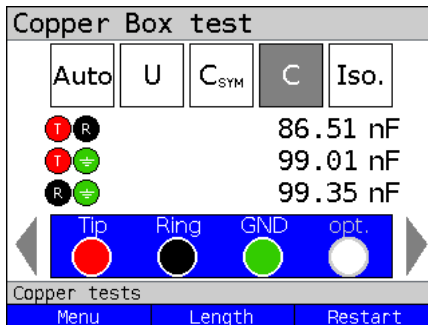 Copper Box test
Auto U CSYM C Iso.
T R 86.51 nF
T 99.01 nF
R 99.35 nF
Tip Ring GND opt.
Copper tests
Menu Length Restart